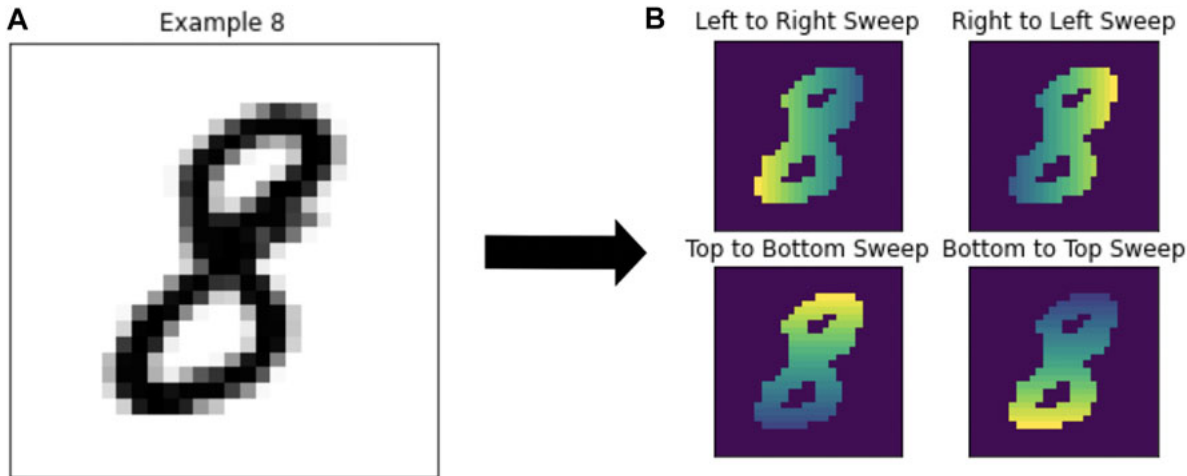 A
Example 8
B
Left to Right Sweep
Right to Left Sweep
Top to Bottom Sweep
Bottom to Top Sweep